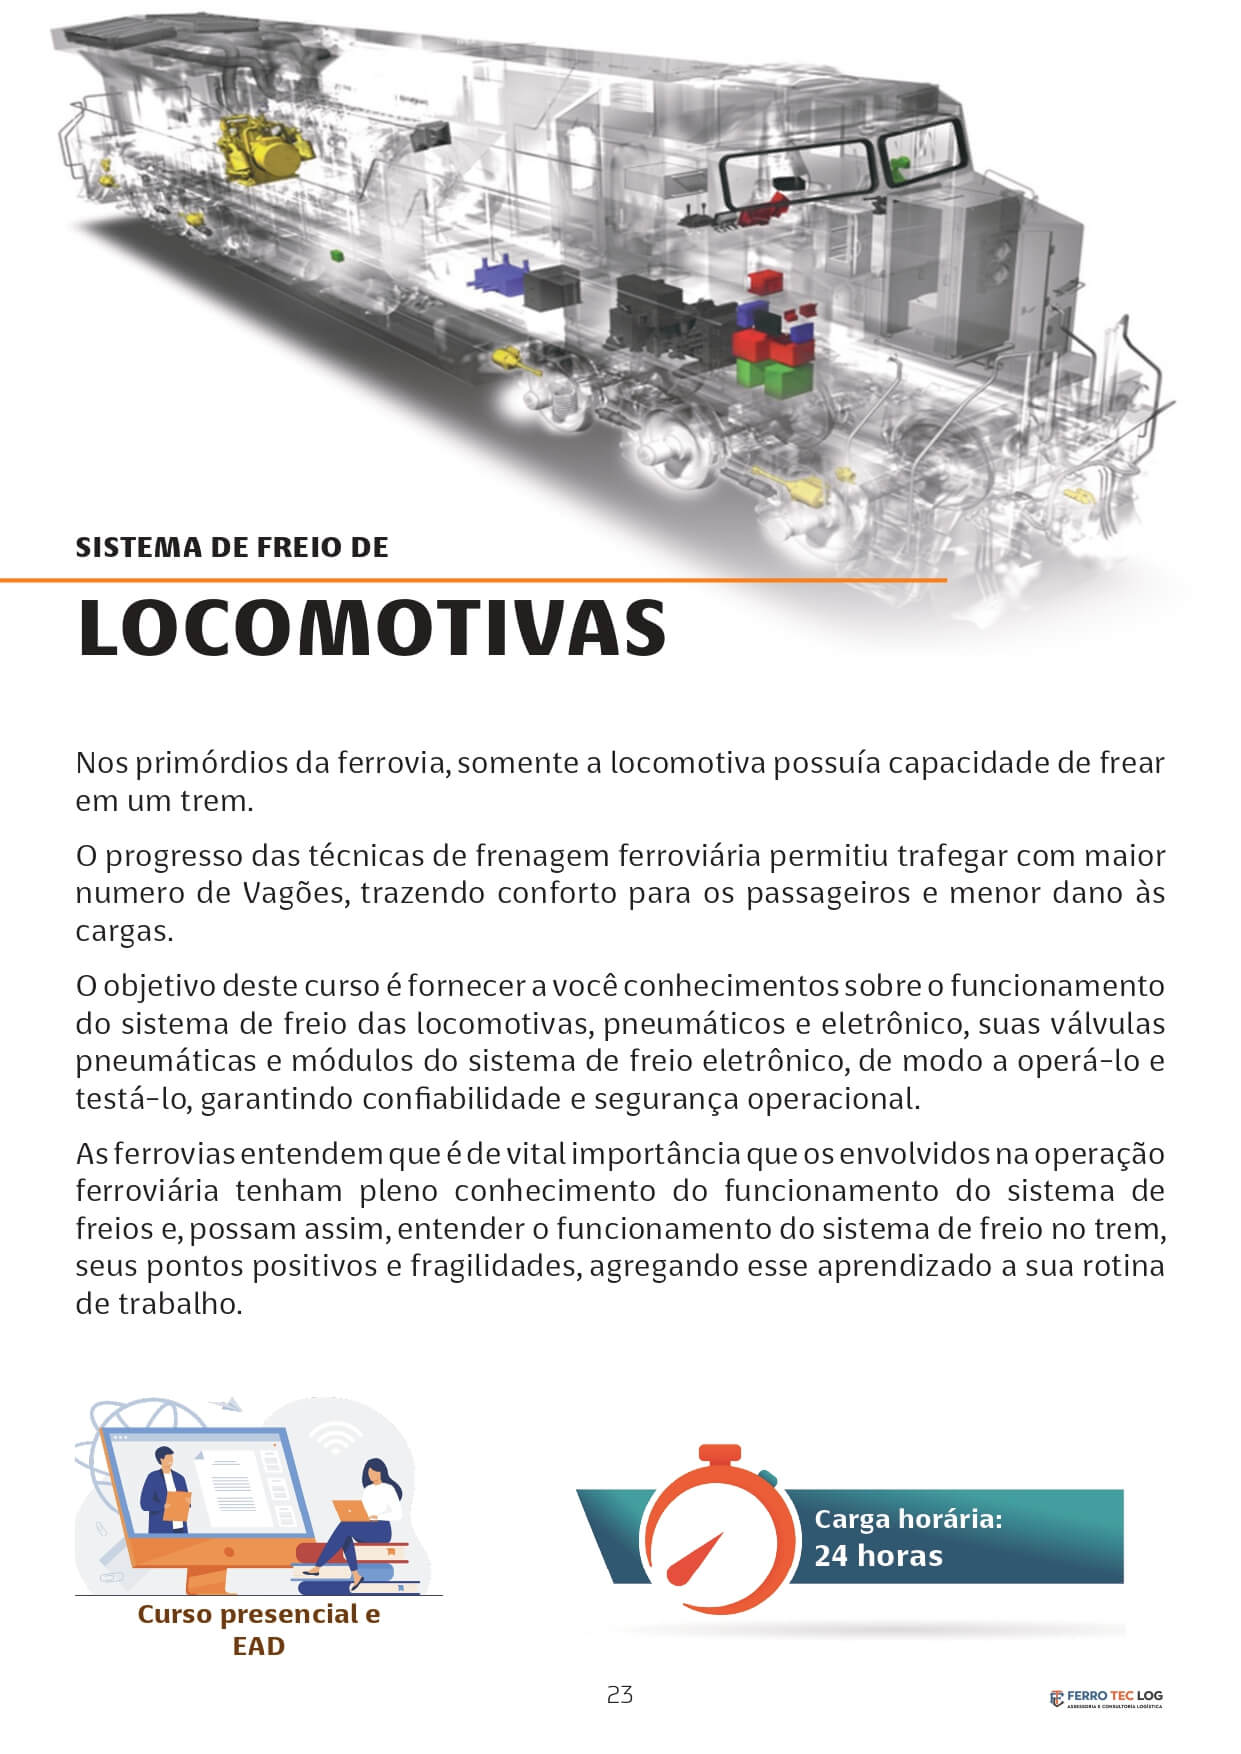 SISTEMA DE FREIO DE
LOCOMOTIVAS
Nos primórdios da ferrovia, somente a locomotiva possuía capacidade de frear
em um trem.
O progresso das técnicas de frenagem ferroviária permitiu trafegar com maior
numero de Vagões, trazendo conforto para os passageiros e menor dano às
cargas.
O objetivo deste curso é fornecer a você conhecimentos sobre o funcionamento
do sistema de freio das locomotivas, pneumáticos e eletrônico, suas válvulas
pneumáticas e módulos do sistema de freio eletrônico, de modo a operá-lo e
testá-lo, garantindo confiabilidade e segurança operacional.
As ferrovias entendem que é de vital importância que os envolvidos na operação
ferroviária tenham pleno conhecimento do funcionamento do sistema de
freios e, possam assim, entender o funcionamento do sistema de freio no trem,
seus pontos positivos e fragilidades, agregando esse aprendizado a sua rotina
de trabalho.
Curso presencial e
EAD
Carga horária:
24 horas
23
FERRO TEC LOG
ASSESSORIA E CONSULTORIA LOGÍSTICA